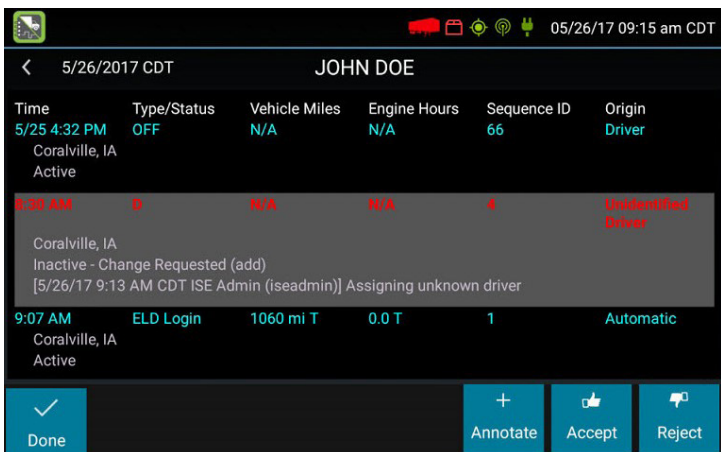 05/26/17 09:15 am CDT
5/26/2017 CDT JOHN DOE
Time Type/Status Vehicle Miles Engine Hours Sequence ID Origin
5/25 4:32 PM OFF N/A N/A 66 Driver
Coralville, IA
Active
8:30 AM D N/A N/A 4 Unidentified
Driver
Coralville, IA
Inactive - Change Requested (add)
[5/26/17 9:13 AM CDT ISE Admin (iseadmin)] Assigning unknown driver
9:07 AM ELD Login 1060 mi T 0.0 T 1 Automatic
Coralville, IA
Active
Done Annotate Accept Reject